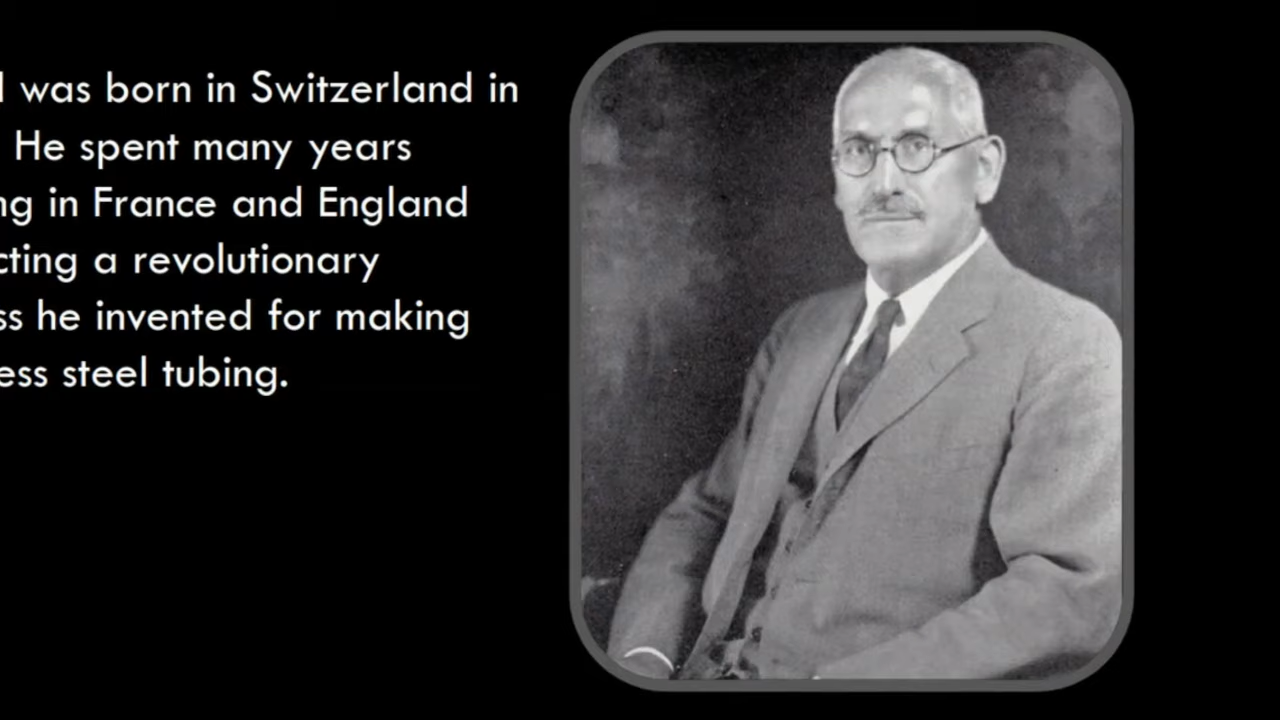 was born in Switzerland in
He spent many years
ng in France and England
cting a revolutionary
ss he invented for making
ess steel tubing.